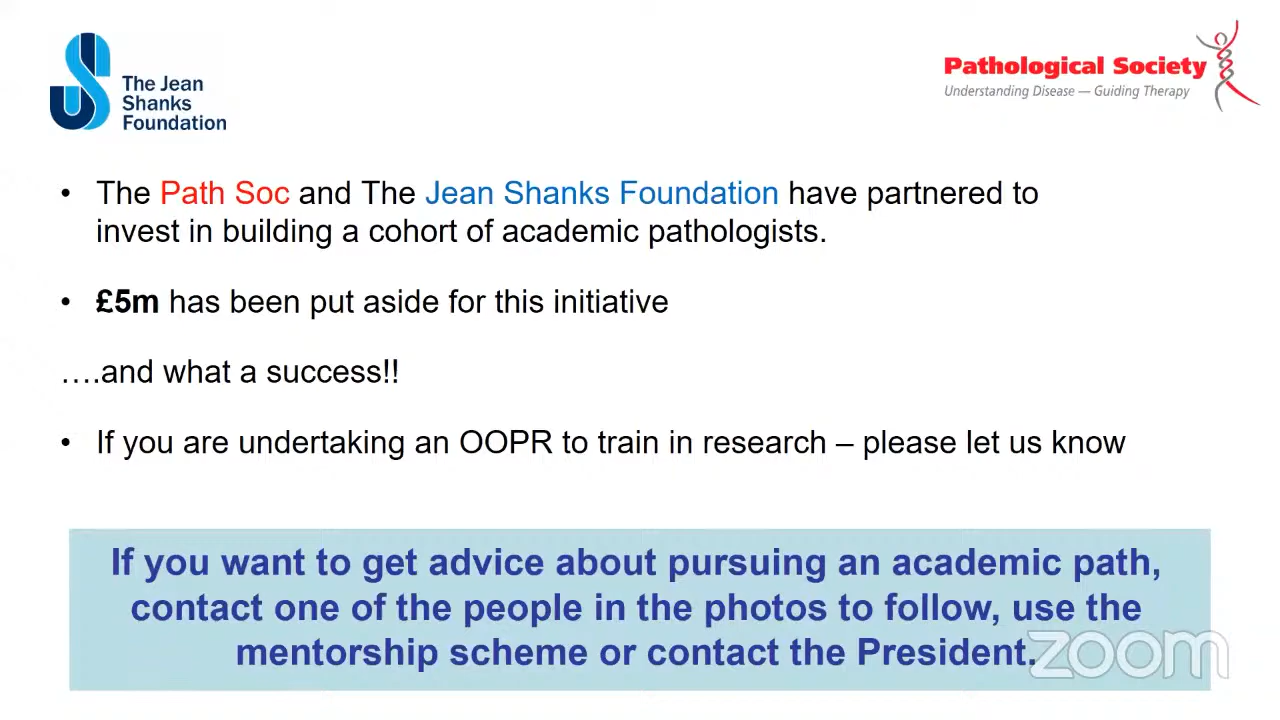 The Jean
Shanks
Foundation
Pathological Society
Understanding Disease — Guiding Therapy
• The Path Soc and The Jean Shanks Foundation have partnered to
invest in building a cohort of academic pathologists.
• £5m has been put aside for this initiative
….and what a success!!
• If you are undertaking an OOPR to train in research – please let us know
If you want to get advice about pursuing an academic path,
contact one of the people in the photos to follow, use the
mentorship scheme or contact the President.
zoom